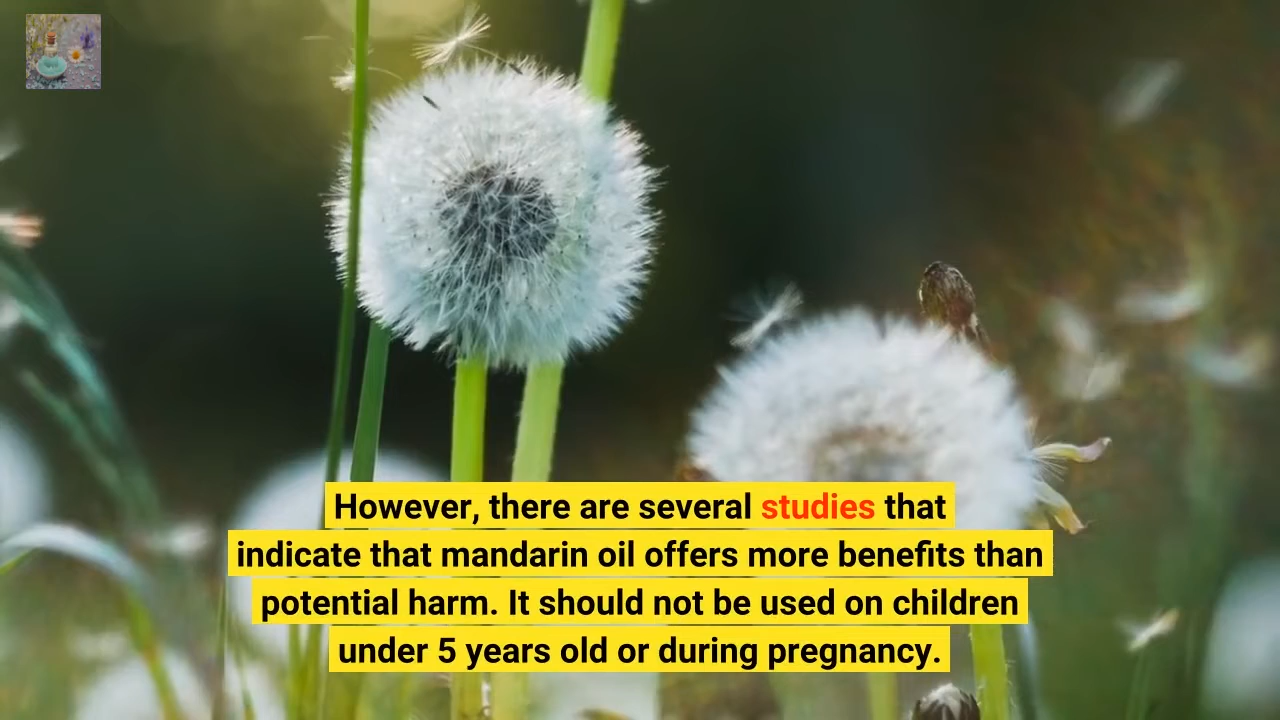 However, there are several studies that
indicate that mandarin oil offers more benefits than
potential harm. It should not be used on children
under 5 years old or during pregnancy.